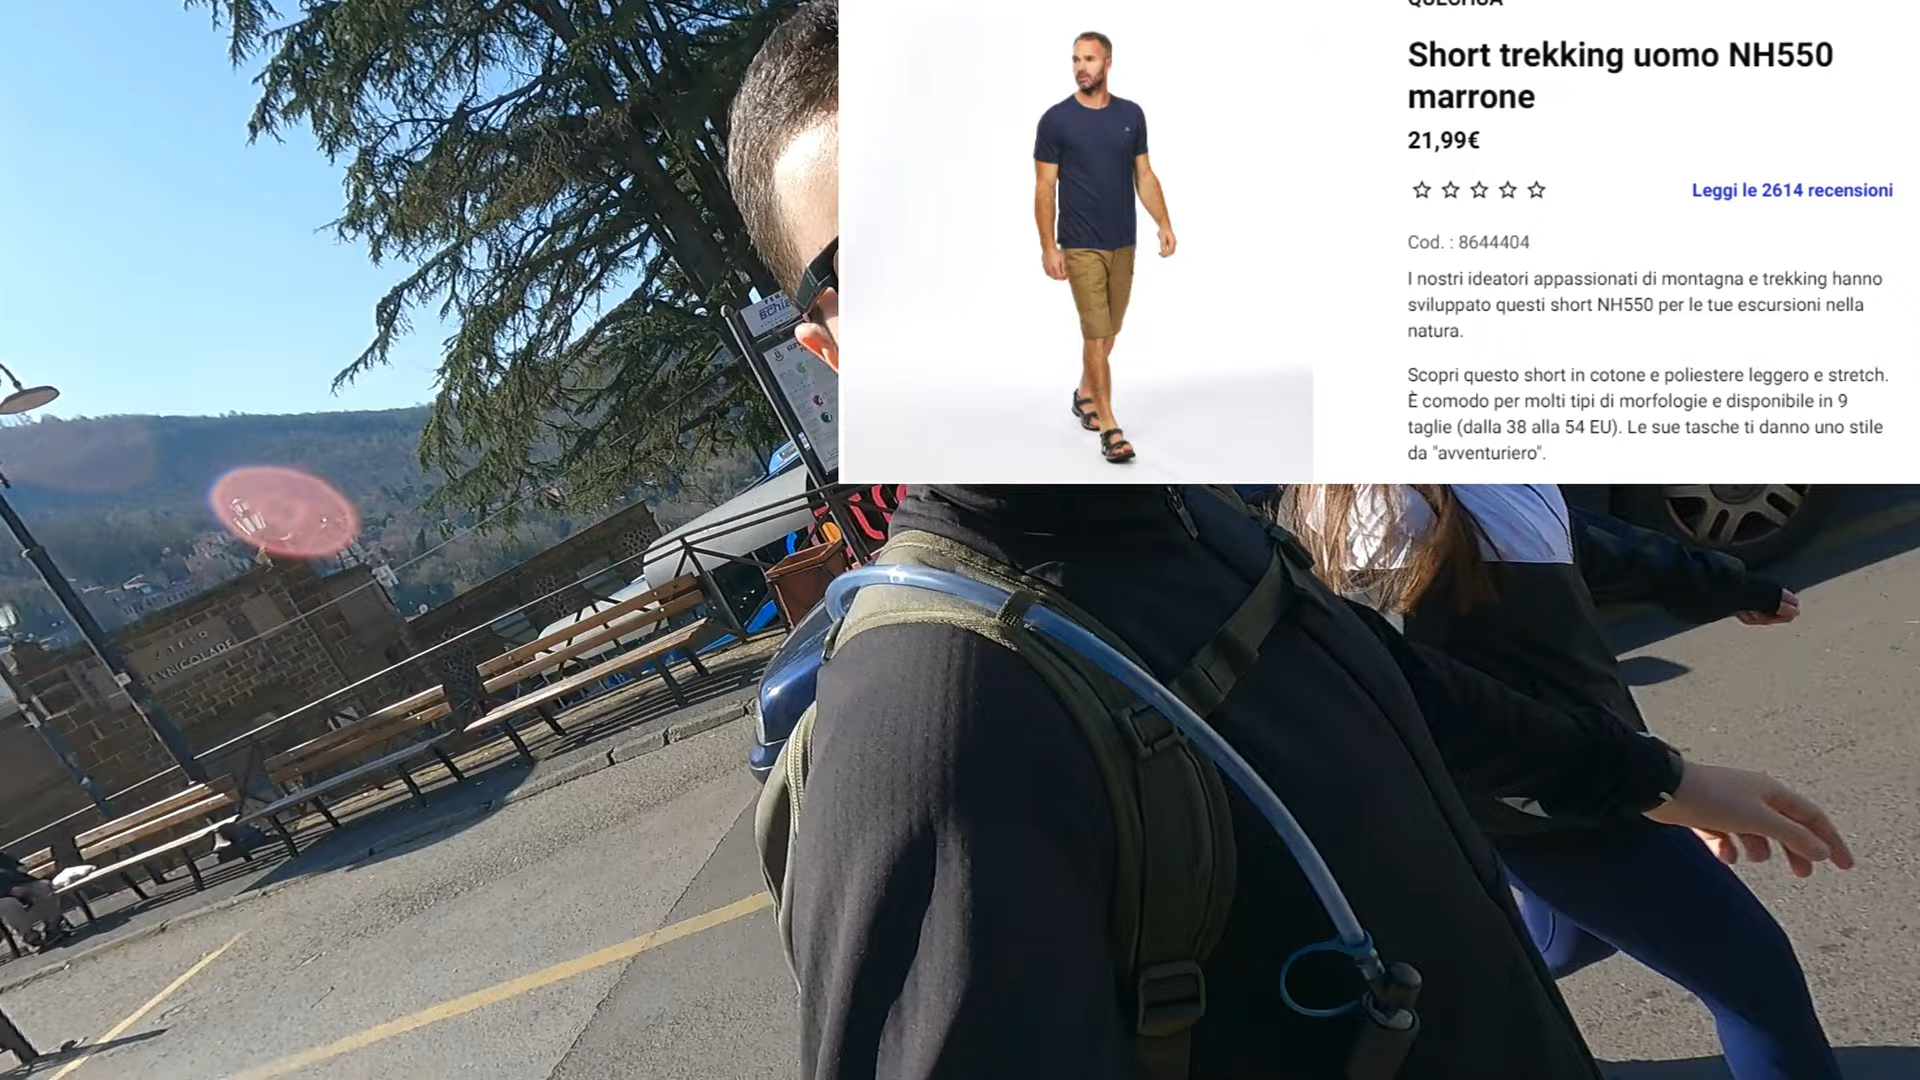 QUECHUA
Short trekking uomo NH550
marrone
21,99€
Leggi le 2614 recensioni
Cod. : 8644404
I nostri ideatori appassionati di montagna e trekking hanno
sviluppato questi short NH550 per le tue escursioni nella
natura.
Scopri questo short in cotone e poliestere leggero e stretch.
È comodo per molti tipi di morfologie e disponibile in 9
taglie (dalla 38 alla 54 EU). Le sue tasche ti danno uno stile
da "avventuriero".